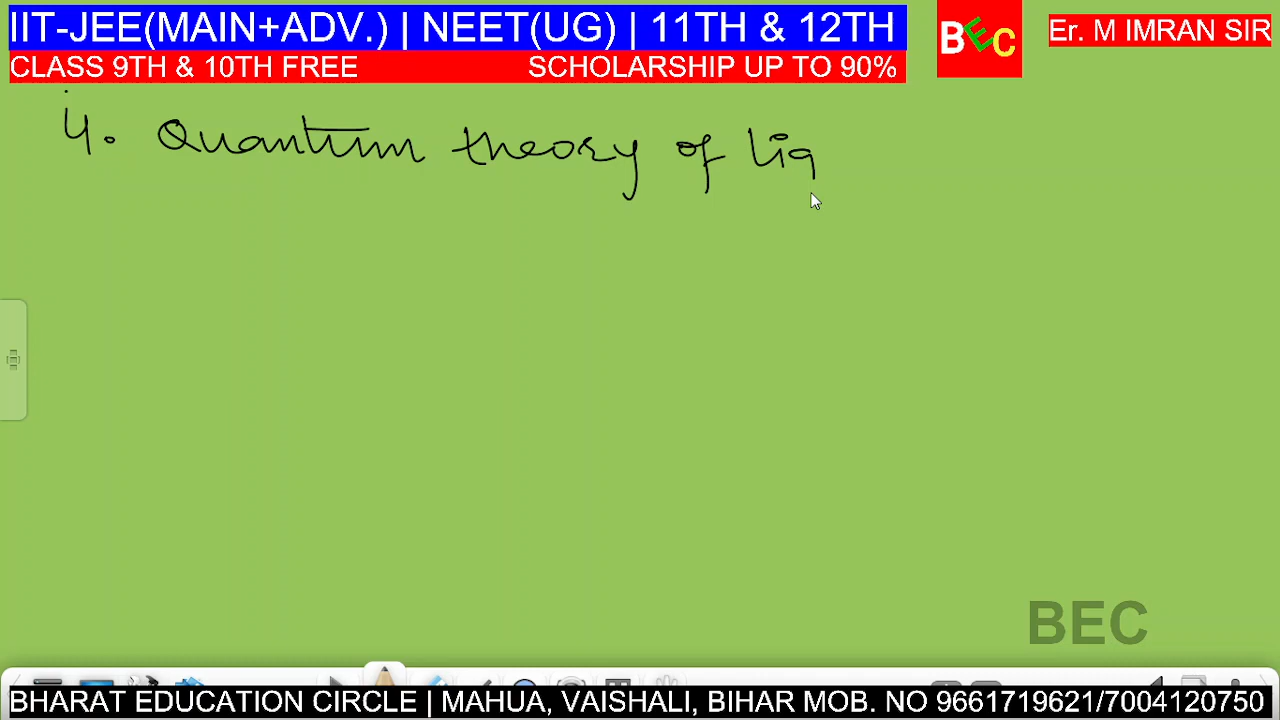 IIT-JEE(MAIN+ADV.) | NEET(UG) | 11TH & 12TH
CLASS 9TH & 10TH FREE SCHOLARSHIP UP TO 90%
BEC
Er. M IMRAN SIR
4. Quantum theory of Lig
BEC
BHARAT EDUCATION CIRCLE | MAHUA, VAISHALI, BIHAR MOB. NO 9661719621/7004120750